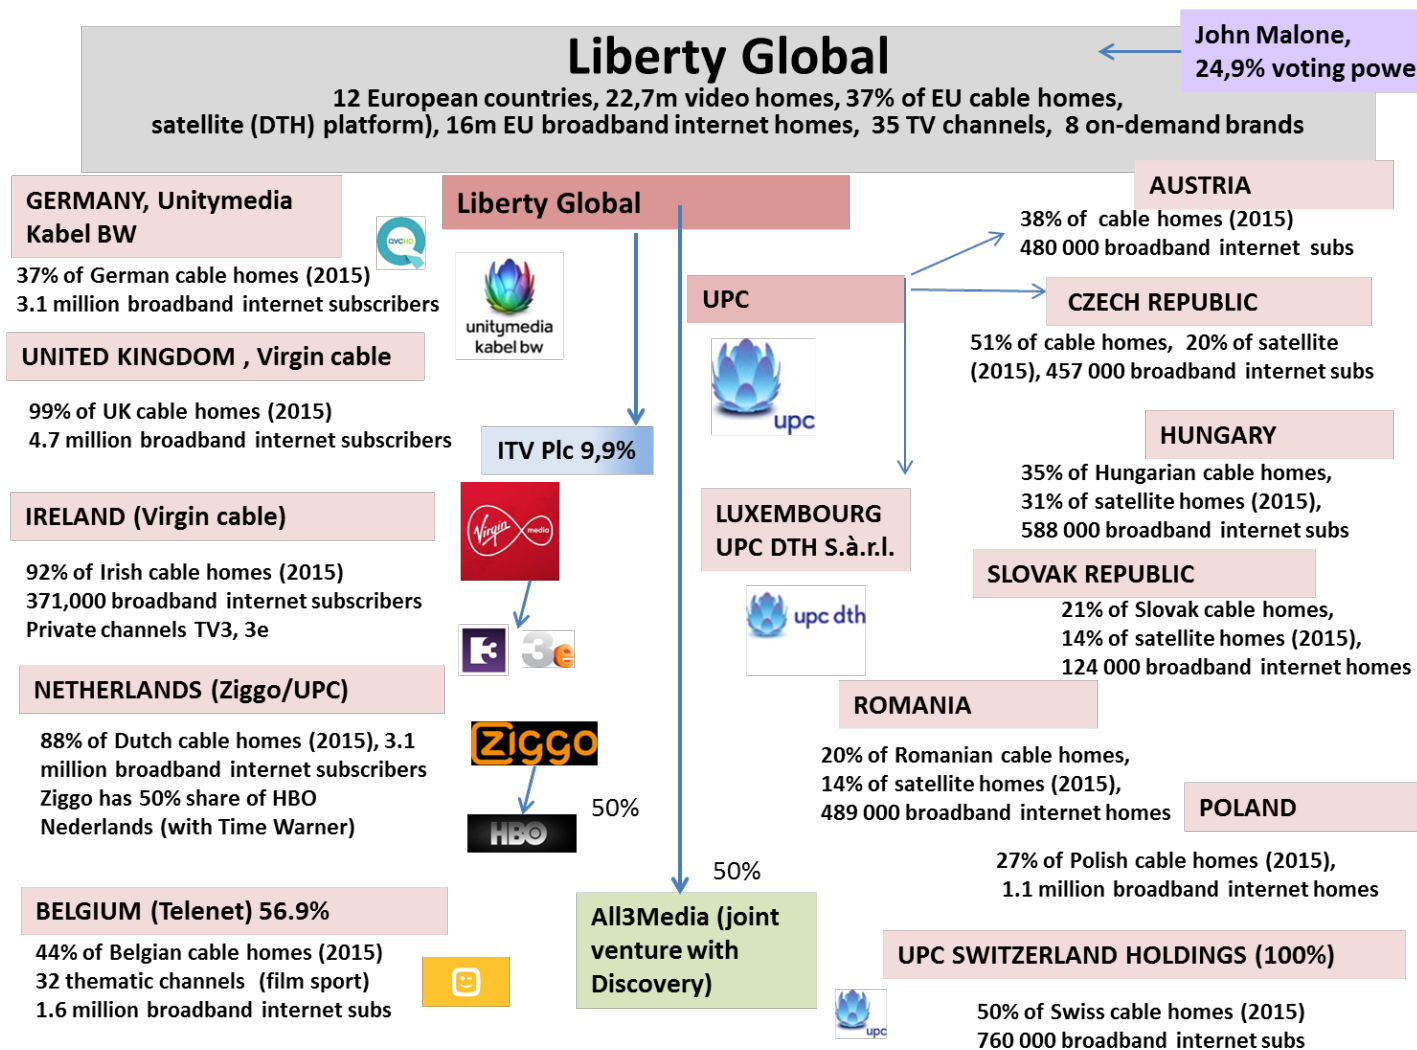 Liberty Global
John Malone,
24,9% voting powe
12 European countries, 22,7m video homes, 37% of EU cable homes,
satellite (DTH) platform), 16m EU broadband internet homes, 35 TV channels, 8 on-demand brands
GERMANY, Unitymedia
Kabel BW
QVC HD
37% of German cable homes (2015)
3.1 million broadband internet subscribers
UNITED KINGDOM , Virgin cable
99% of UK cable homes (2015)
4.7 million broadband internet subscribers
IRELAND (Virgin cable)
92% of Irish cable homes (2015)
371,000 broadband internet subscribers
Private channels TV3, 3e
NETHERLANDS (Ziggo/UPC)
88% of Dutch cable homes (2015), 3.1
million broadband internet subscribers
Ziggo has 50% share of HBO
Nederlands (with Time Warner)
BELGIUM (Telenet) 56.9%
44% of Belgian cable homes (2015)
32 thematic channels (film sport)
1.6 million broadband internet subs
Liberty Global
unitymedia
kabel bw
ITV Plc 9,9%
Virgin media
3
3e
ziggo
HBO
50%
50%
All3Media (joint
venture with
Discovery)
UPC
upc
LUXEMBOURG
UPC DTH S.à.r.l.
upc dth
AUSTRIA
38% of cable homes (2015)
480 000 broadband internet subs
CZECH REPUBLIC
51% of cable homes, 20% of satellite
(2015), 457 000 broadband internet subs
HUNGARY
35% of Hungarian cable homes,
31% of satellite homes (2015),
588 000 broadband internet subs
SLOVAK REPUBLIC
21% of Slovak cable homes,
14% of satellite homes (2015),
124 000 broadband internet homes
ROMANIA
20% of Romanian cable homes,
14% of satellite homes (2015),
489 000 broadband internet homes
POLAND
27% of Polish cable homes (2015),
1.1 million broadband internet homes
UPC SWITZERLAND HOLDINGS (100%)
upc
50% of Swiss cable homes (2015)
760 000 broadband internet subs